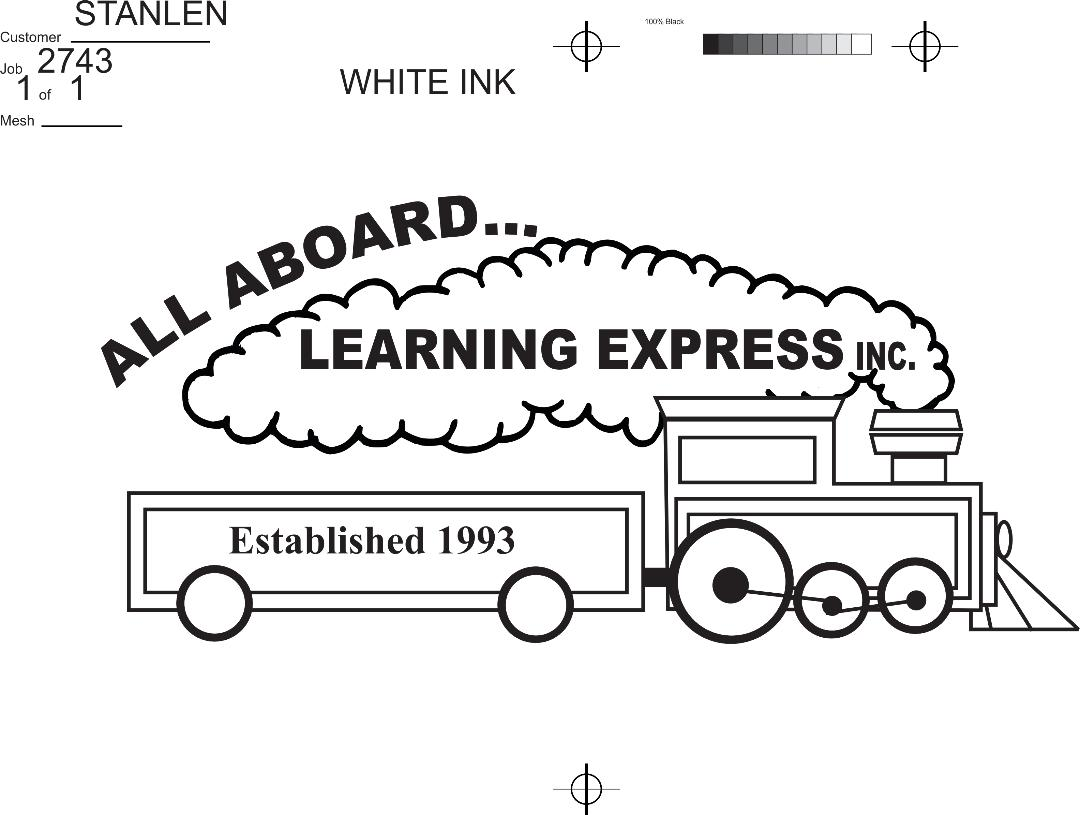 STANLEN
Customer
Job 2743
1 of 1
Mesh
WHITE INK
100% Black
ALL ABOARD...
LEARNING EXPRESS INC.
Established 1993